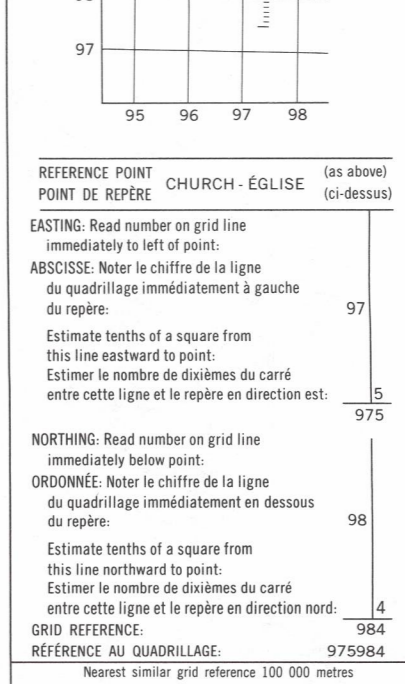 97
95 96 97 98
REFERENCE POINT
POINT DE REPÈRE
CHURCH - ÉGLISE
(as above)
(ci-dessus)
EASTING: Read number on grid line
immediately to left of point:
ABSCISSE: Noter le chiffre de la ligne
du quadrillage immédiatement à gauche
du repère: 97
Estimate tenths of a square from
this line eastward to point:
Estimer le nombre de dixièmes du carré
entre cette ligne et le repère en direction est: 5
975
NORTHING: Read number on grid line
immediately below point:
ORDONNÉE: Noter le chiffre de la ligne
du quadrillage immédiatement en dessous
du repère: 98
Estimate tenths of a square from
this line northward to point:
Estimer le nombre de dixièmes du carré
entre cette ligne et le repère en direction nord: 4
GRID REFERENCE: 984
RÉFÉRENCE AU QUADRILLAGE: 975984
Nearest similar grid reference 100 000 metres